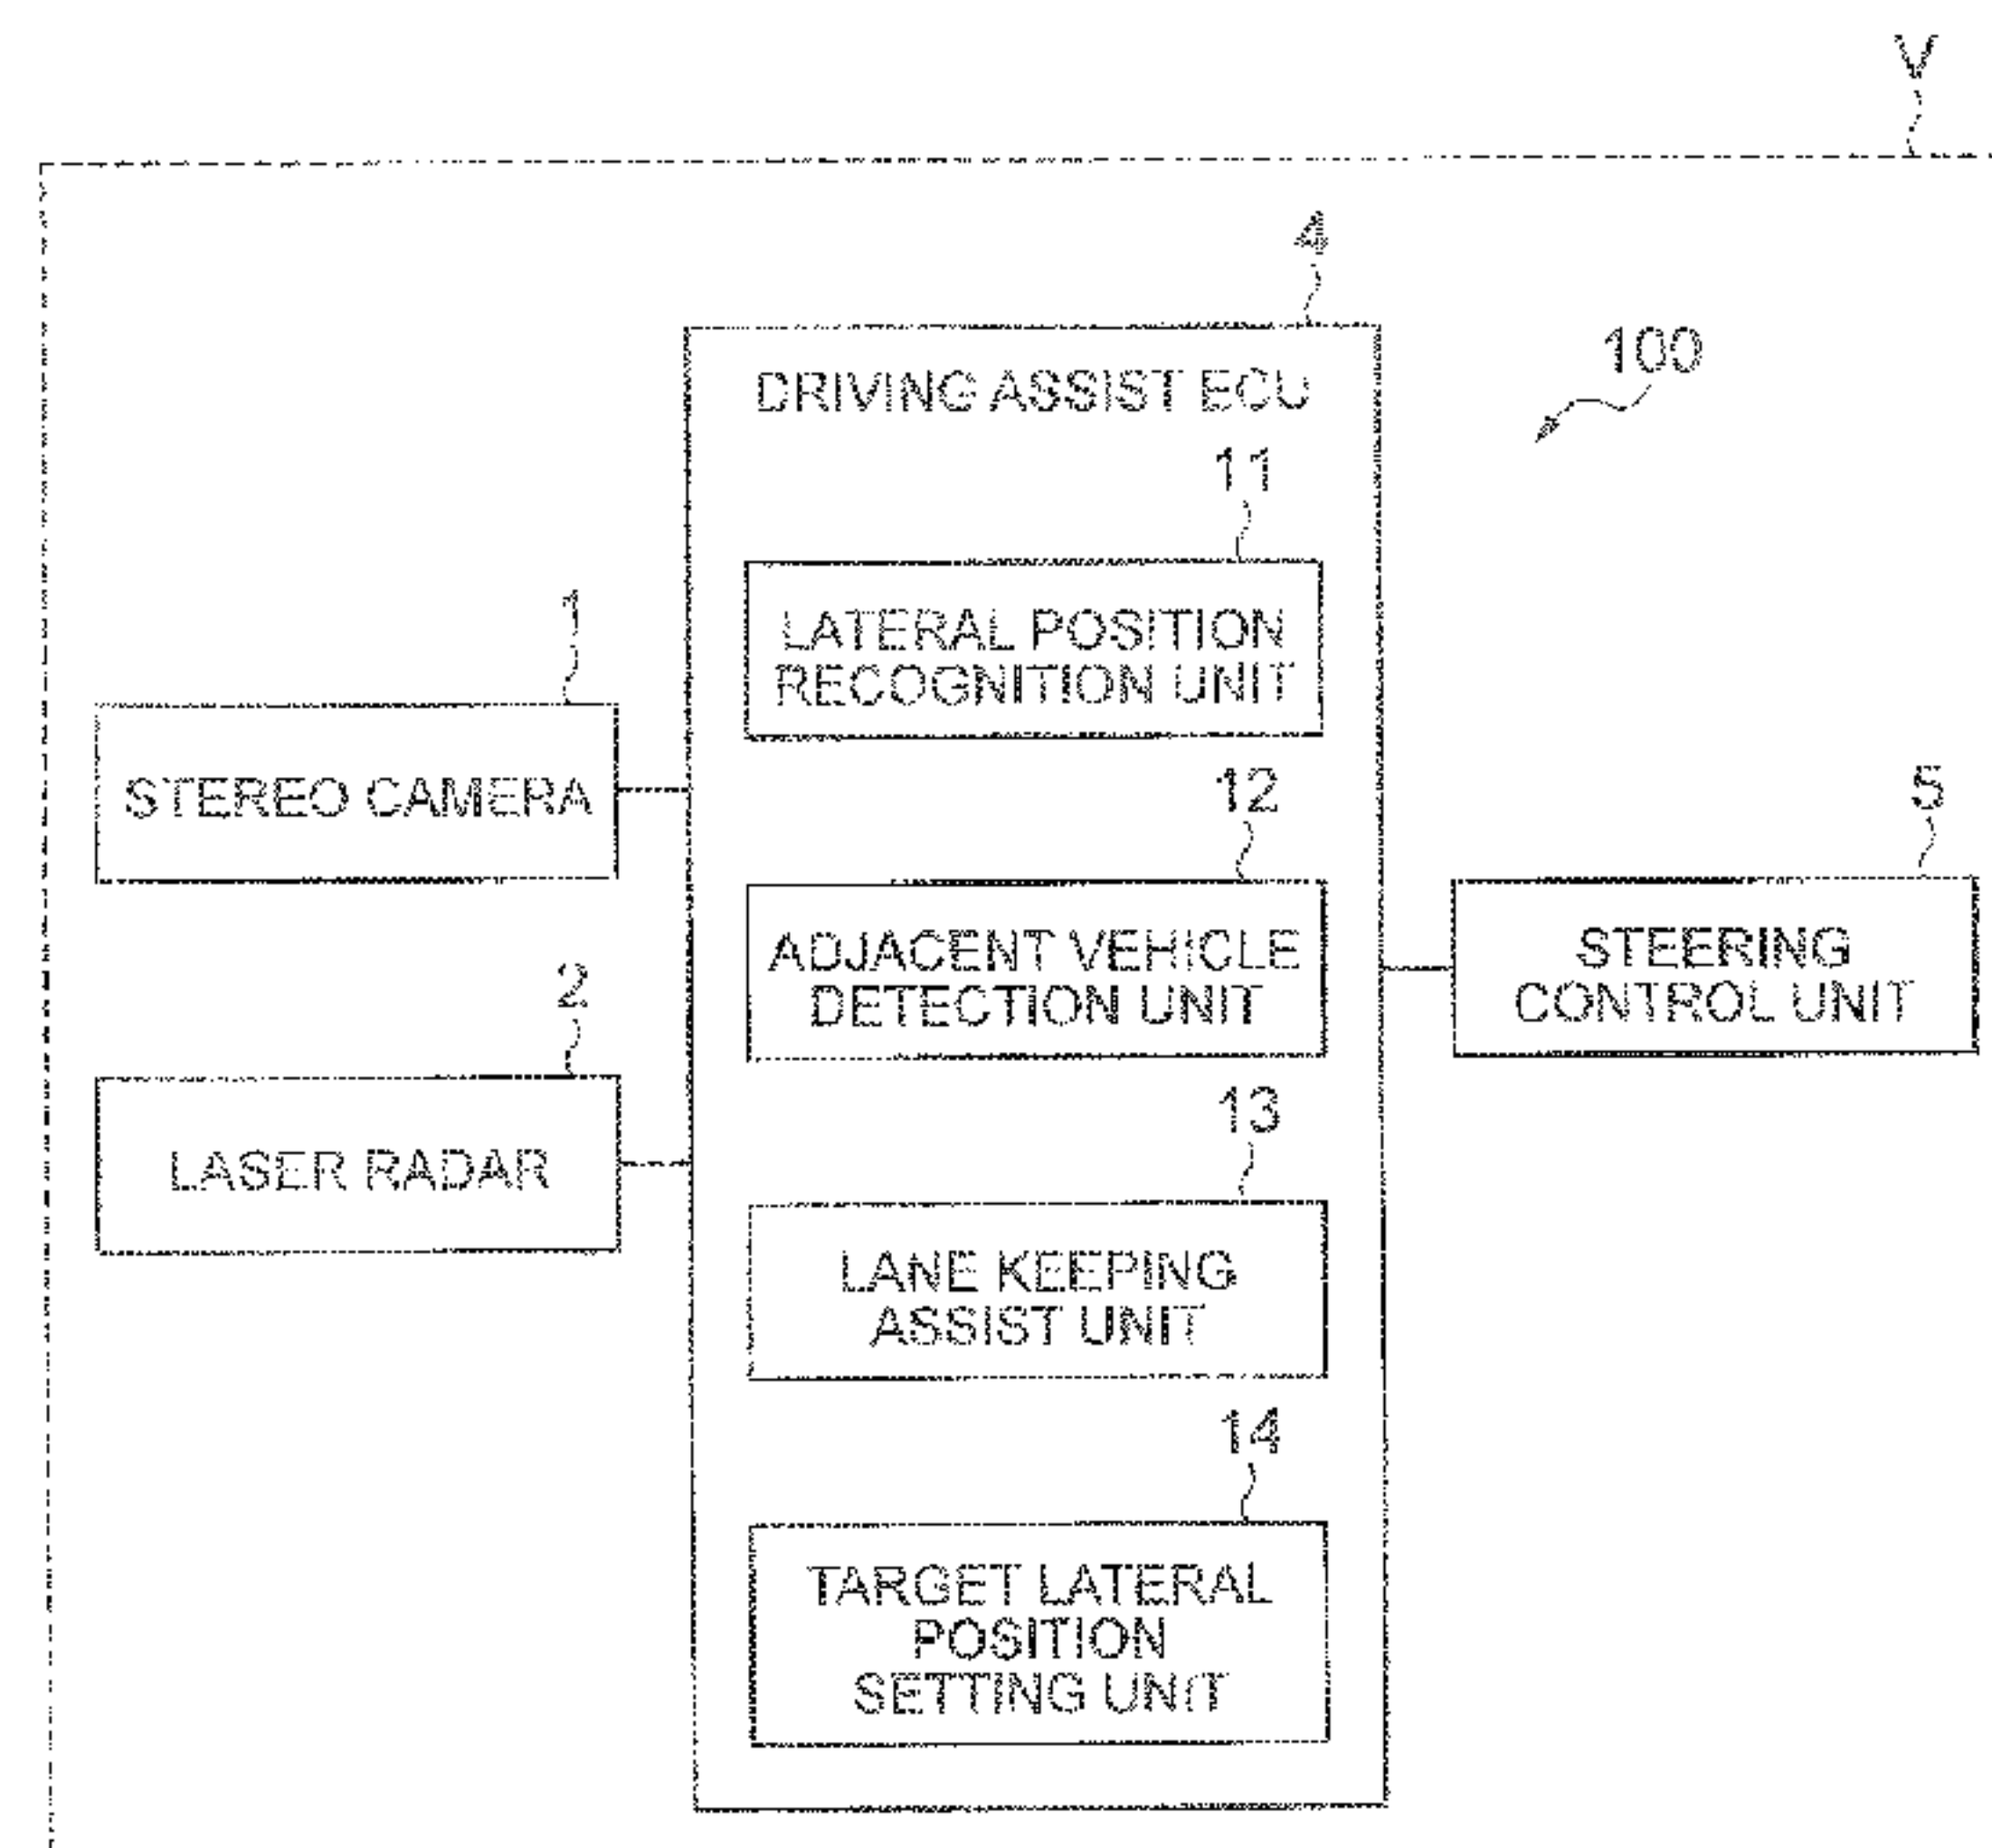 V
4
100
DRIVING ASSIST ECU
11
LATERAL POSITION
RECOGNITION UNIT
1
STEREO CAMERA
12
ADJACENT VEHICLE
DETECTION UNIT
5
STEERING
CONTROL UNIT
2
LASER RADAR
13
LANE KEEPING
ASSIST UNIT
14
TARGET LATERAL
POSITION
SETTING UNIT